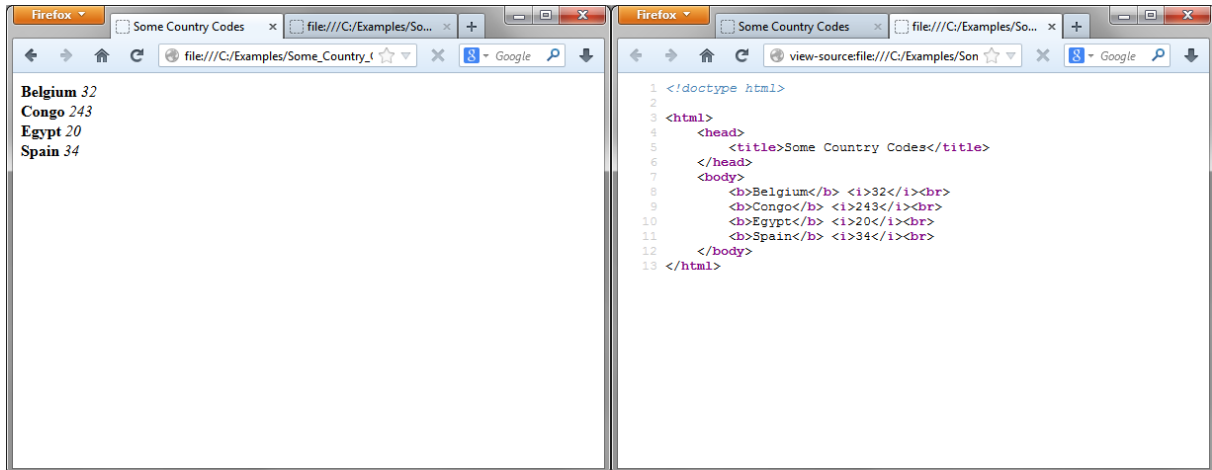 Firefox
Some Country Codes × file:///C:/Examples/So... × +
file:///C:/Examples/Some_Country_( 8 Google
Belgium 32
Congo 243
Egypt 20
Spain 34
Firefox
Some Country Codes × file:///C:/Examples/So... × +
view-source:file:///C:/Examples/Son 8 Google
1 <!doctype html>
2
3 <html>
4 <head>
5 <title>Some Country Codes</title>
6 </head>
7 <body>
8 <b>Belgium</b> <i>32</i><br>
9 <b>Congo</b> <i>243</i><br>
10 <b>Egypt</b> <i>20</i><br>
11 <b>Spain</b> <i>34</i><br>
12 </body>
13 </html>